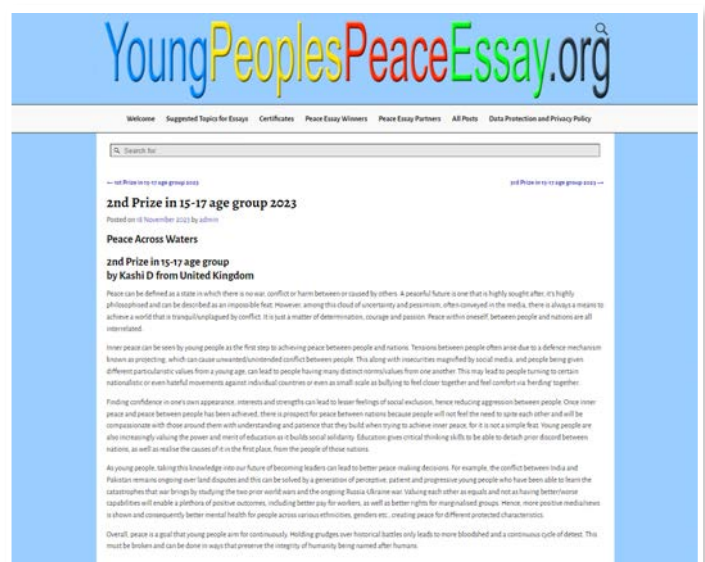 YoungPeoplesPeaceEssay.org
Welcome Suggested Topics for Essays Certificates Peace Essay Winners Peace Essay Partners All Posts Data Protection and Privacy Policy
Search for
← 1st Prize in 15-17 age group 2023 3rd Prize in 15-17 age group 2023 →
2nd Prize in 15-17 age group 2023
Posted on 18 November 2023 by admin
Peace Across Waters
2nd Prize in 15-17 age group
by Kashi D from United Kingdom
Peace can be defined as a state in which there is no war, conflict or harm between or caused by others. A peaceful future is one that is highly sought after, it's highly
philosophised and can be described as an impossible feat. However, among this cloud of uncertainty and pessimism, often conveyed in the media, there is always a means to
achieve a world that is tranquil/unplagued by conflict. It is just a matter of determination, courage and passion. Peace within oneself, between people and nations are all
interrelated.
Inner peace can be seen by young people as the first step to achieving peace between people and nations. Tensions between people often arise due to a defence mechanism
known as projecting, which can cause unwanted/unintended conflict between people. This along with insecurities magnified by social media, and people being given
different particularistic values from a young age, can lead to people having many distinct norms/values from one another. This may lead to people turning to certain
nationalistic or even hateful movements against individual countries or even as small scale as bullying to feel closer together and feel comfort via 'herding' together.
Finding confidence in one's own appearance, interests and strengths can lead to lesser feelings of social exclusion, hence reducing aggression between people. Once inner
peace and peace between people has been achieved, there is prospect for peace between nations because people will not feel the need to spite each other and will be
compassionate with those around them with understanding and patience that they build when trying to achieve inner peace, for it is not a simple feat. Young people are
also increasingly valuing the power and merit of education as it builds social solidarity. Education gives critical thinking skills to be able to detach prior discord between
nations, as well as realise the causes of it in the first place, from the people of those nations.
As young people, taking this knowledge into our future of becoming leaders can lead to better peace-making decisions. For example, the conflict between India and
Pakistan remains ongoing over land disputes and this can be solved by a generation of perceptive, patient and progressive young people who have been able to learn the
catastrophes that war brings by studying the two prior world wars and the ongoing Russia Ukraine war. Valuing each other as equals and not as having better/worse
capabilities will enable a plethora of positive outcomes, including better pay for workers, as well as better rights for marginalised groups. Hence, more positive media/news
is shown and consequently better mental health for people across various ethnicities, genders etc., creating peace for different protected characteristics.
Overall, peace is a goal that young people aim for continuously. Holding grudges over historical battles only leads to more bloodshed and a continuous cycle of detest. This
must be broken and can be done in ways that preserve the integrity of humanity being named after humans.